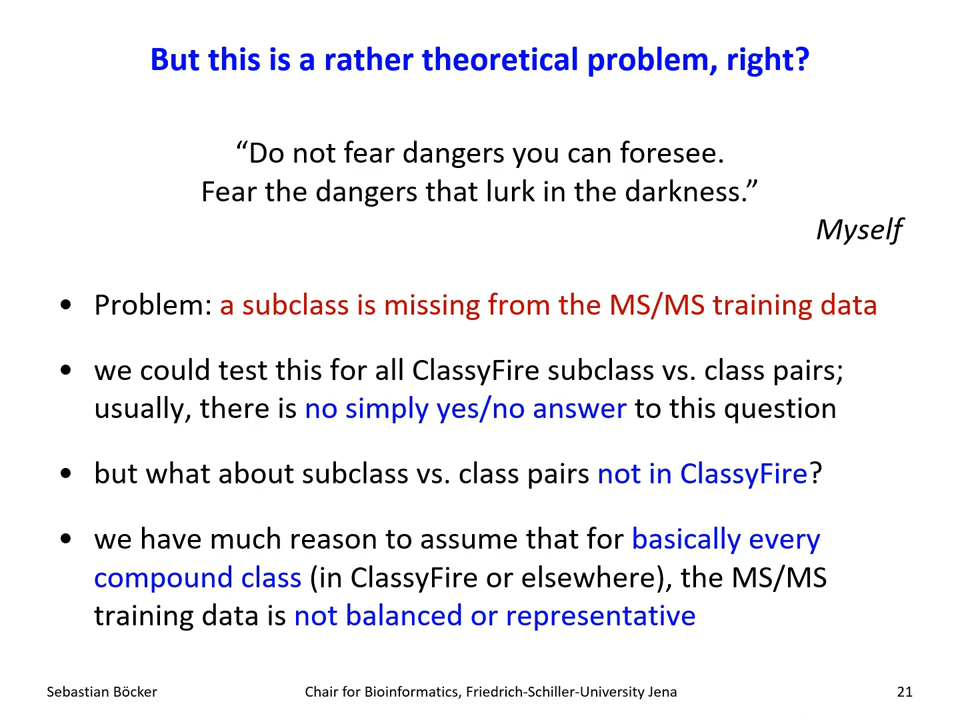 But this is a rather theoretical problem, right?
“Do not fear dangers you can foresee.
Fear the dangers that lurk in the darkness.”
Myself
• Problem: a subclass is missing from the MS/MS training data
• we could test this for all ClassyFire subclass vs. class pairs;
usually, there is no simply yes/no answer to this question
• but what about subclass vs. class pairs not in ClassyFire?
• we have much reason to assume that for basically every
compound class (in ClassyFire or elsewhere), the MS/MS
training data is not balanced or representative
Sebastian Böcker Chair for Bioinformatics, Friedrich-Schiller-University Jena 21